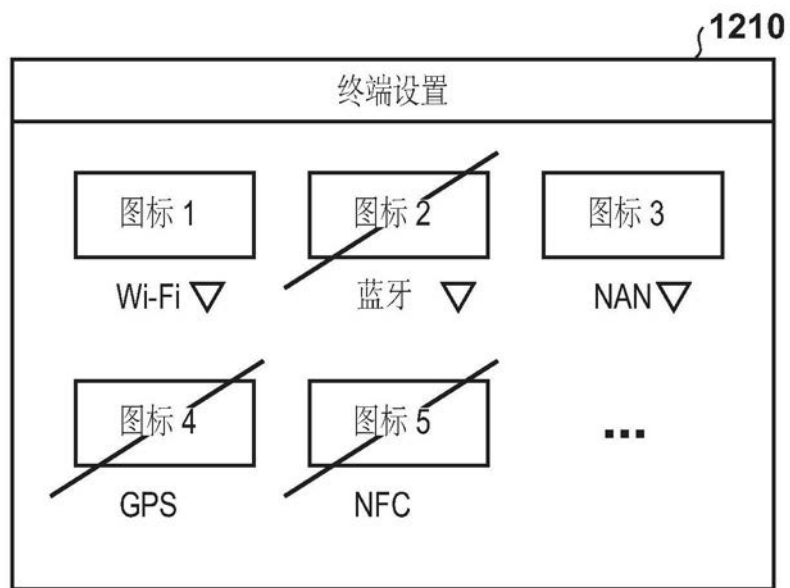 1210
终端设置
图标 1 图标 2 图标 3
Wi-Fi ▽ 蓝牙 ▽ NAN ▽
图标 4 图标 5 ...
GPS NFC